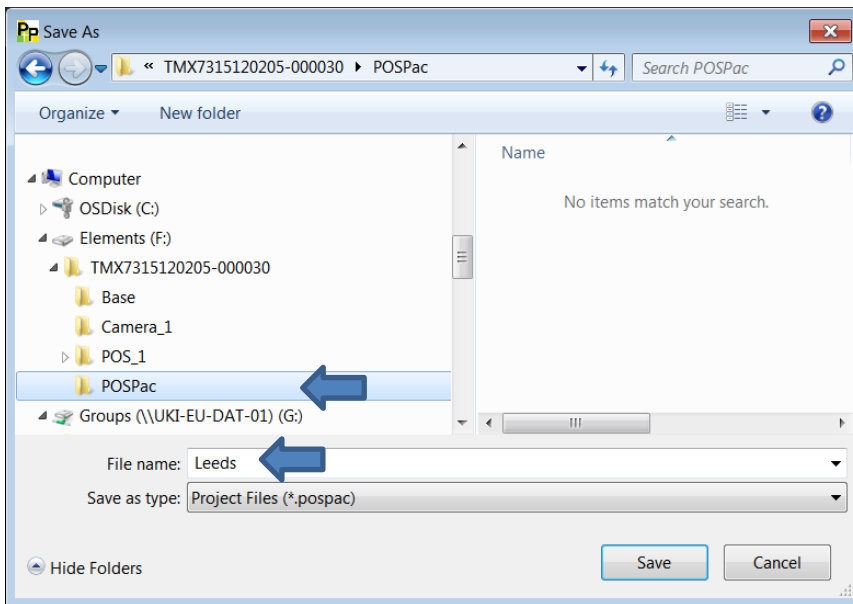 Pp Save As
« TMX7315120205-000030 ▸ POSPac
Search POSPac
Organize
New folder
Computer
OSDisk (C:)
Elements (F:)
TMX7315120205-000030
Base
Camera_1
POS_1
POSPac
Groups (\\UKI-EU-DAT-01) (G:)
Name
No items match your search.
File name: Leeds
Save as type: Project Files (*.pospac)
Hide Folders
Save
Cancel